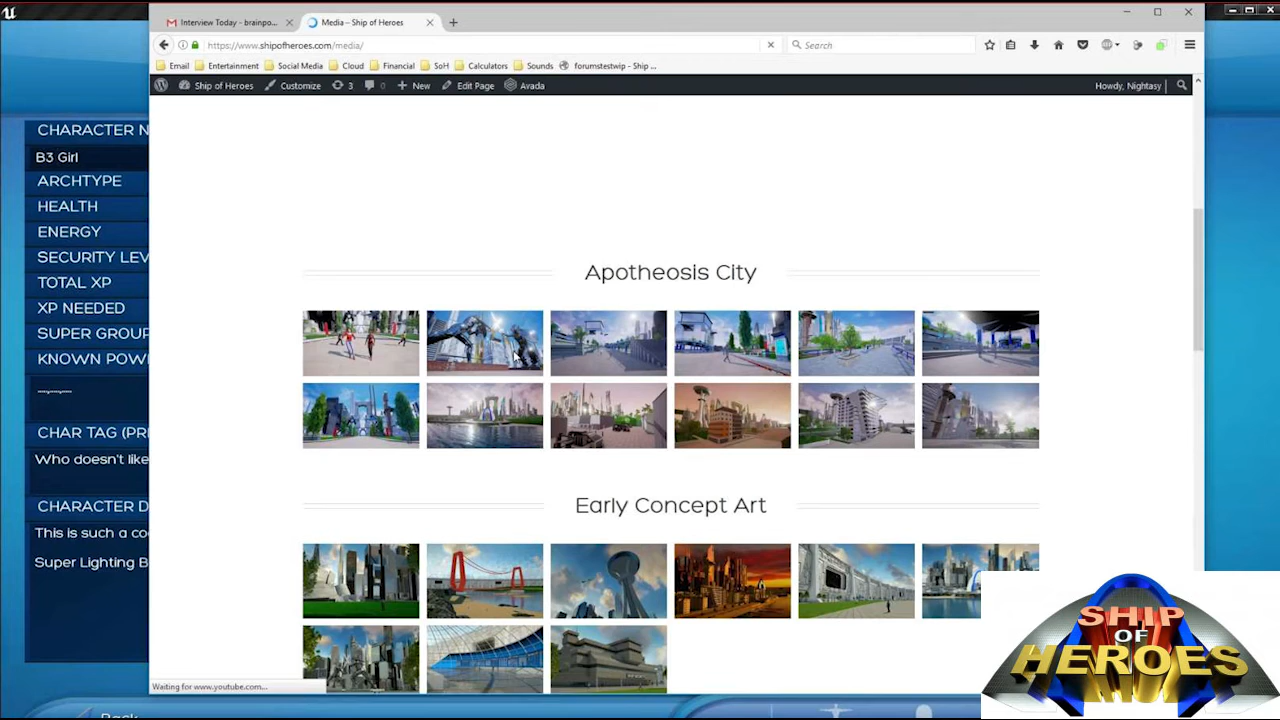 Interview Today - brainpo...
Media – Ship of Heroes
https://www.shipofheroes.com/media/
Search
Email
Entertainment
Social Media
Cloud
Financial
SoH
Calculators
Sounds
forumstestwip - Ship ...
Ship of Heroes
Customize
3
0
New
Edit Page
Avada
Howdy, Nightasy
CHARACTER N
B3 Girl
ARCHTYPE
HEALTH
ENERGY
SECURITY LEV
TOTAL XP
XP NEEDED
SUPER GROUP
KNOWN POW
CHAR TAG (PRE
Who doesn't like
CHARACTER D
This is such a coo
Super Lighting B
Apotheosis City
Early Concept Art
Waiting for www.youtube.com...
Back
SHIP
OF
HEROES